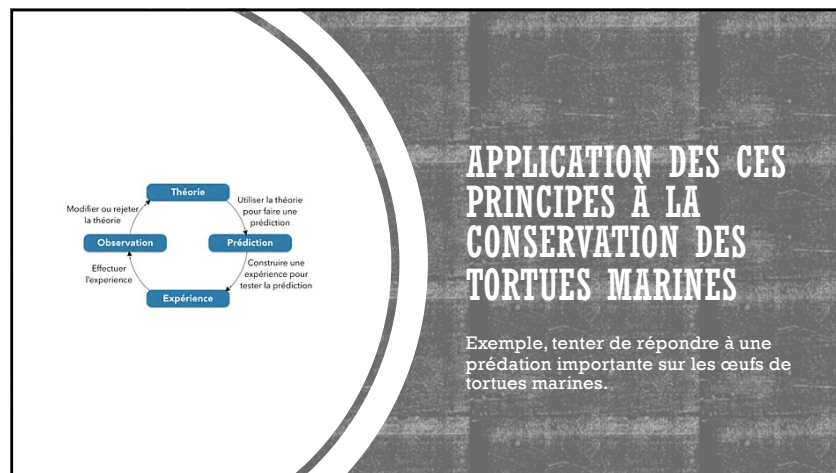 Théorie
Modifier ou rejeter
la théorie
Utiliser la théorie
pour faire une
prédiction
Observation
Prédiction
Effectuer
l'experience
Construire une
expérience pour
tester la prédiction
Expérience
APPLICATION DES CES
PRINCIPES À LA
CONSERVATION DES
TORTUES MARINES
Exemple, tenter de répondre à une
prédation importante sur les œufs de
tortues marines.